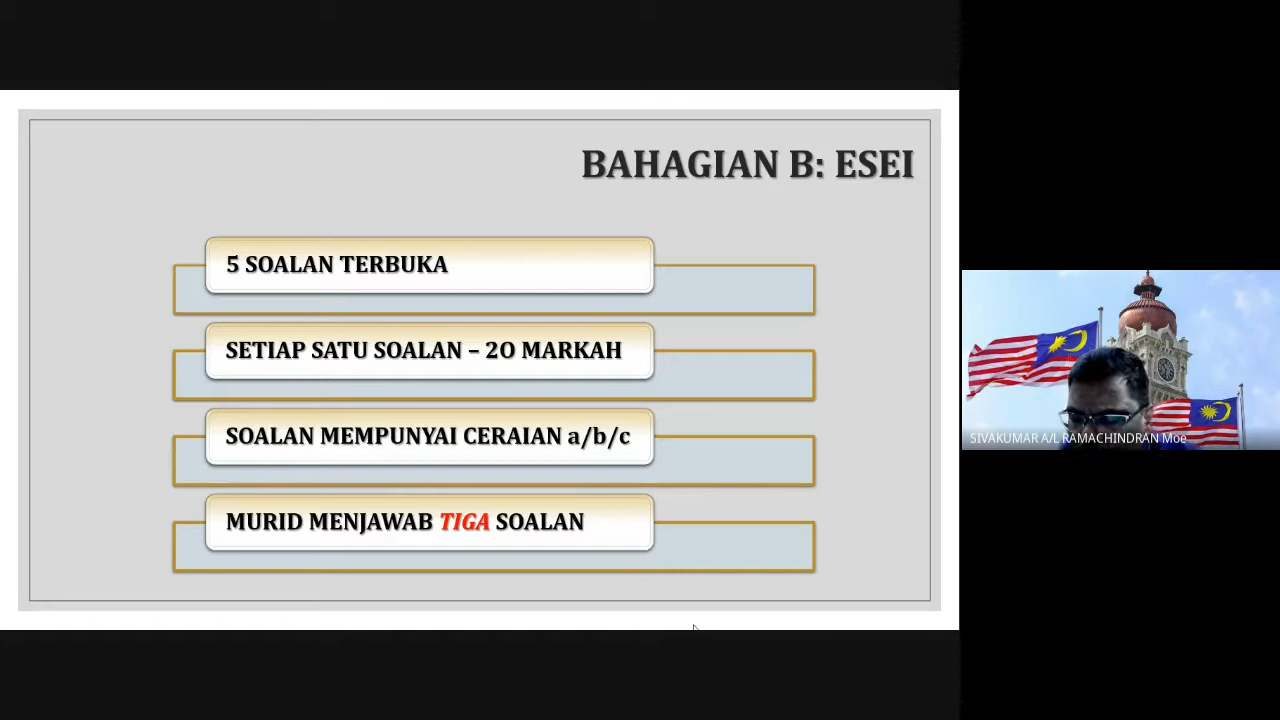 BAHAGIAN B: ESEI
5 SOALAN TERBUKA
SETIAP SATU SOALAN – 2O MARKAH
SOALAN MEMPUNYAI CERAIAN a/b/c
MURID MENJAWAB TIGA SOALAN
SIVAKUMAR A/L RAMACHINDRAN Moe